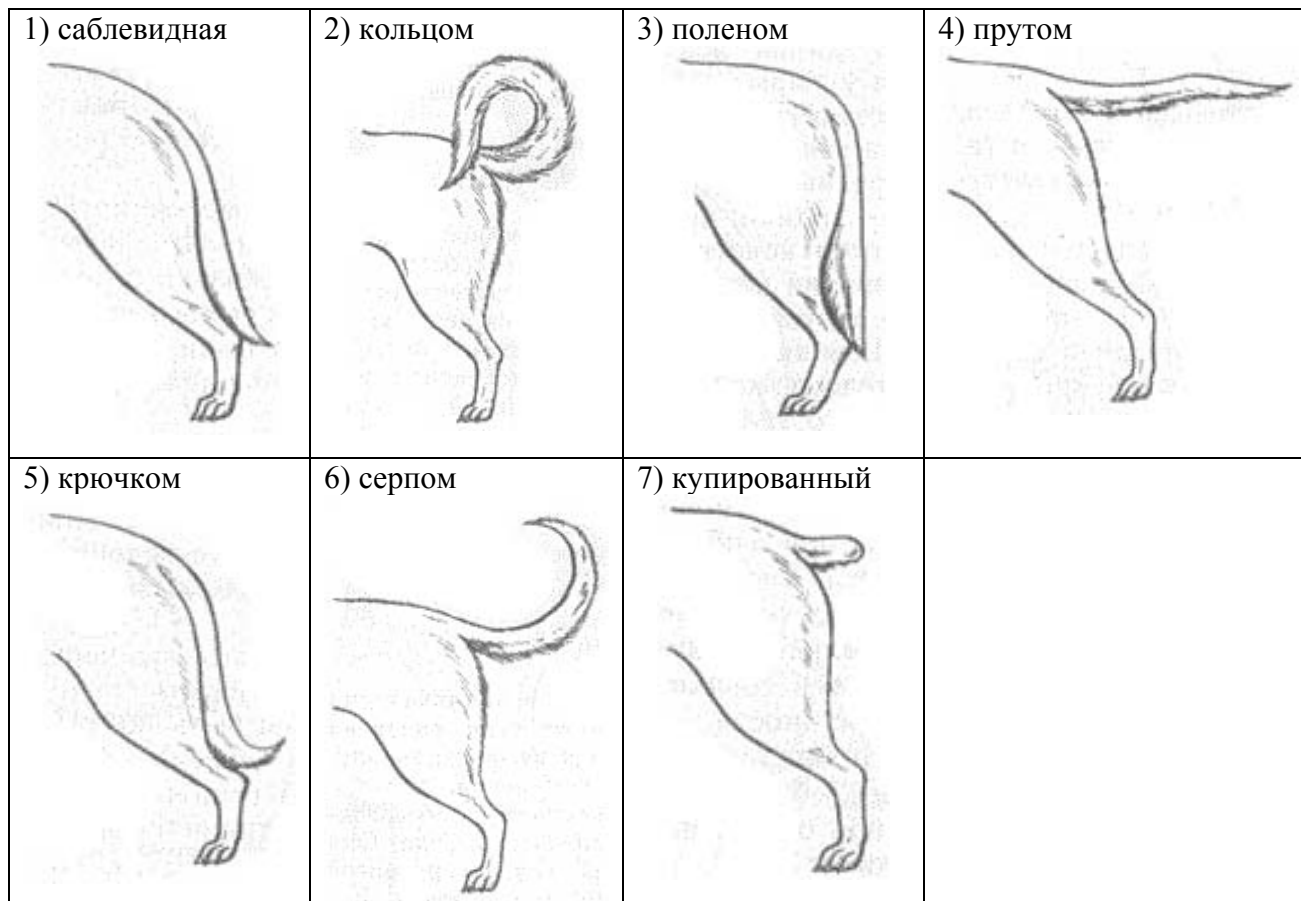 1) саблевидная
2) кольцом
3) поленом
4) прутом
5) крючком
6) серпом
7) купированный